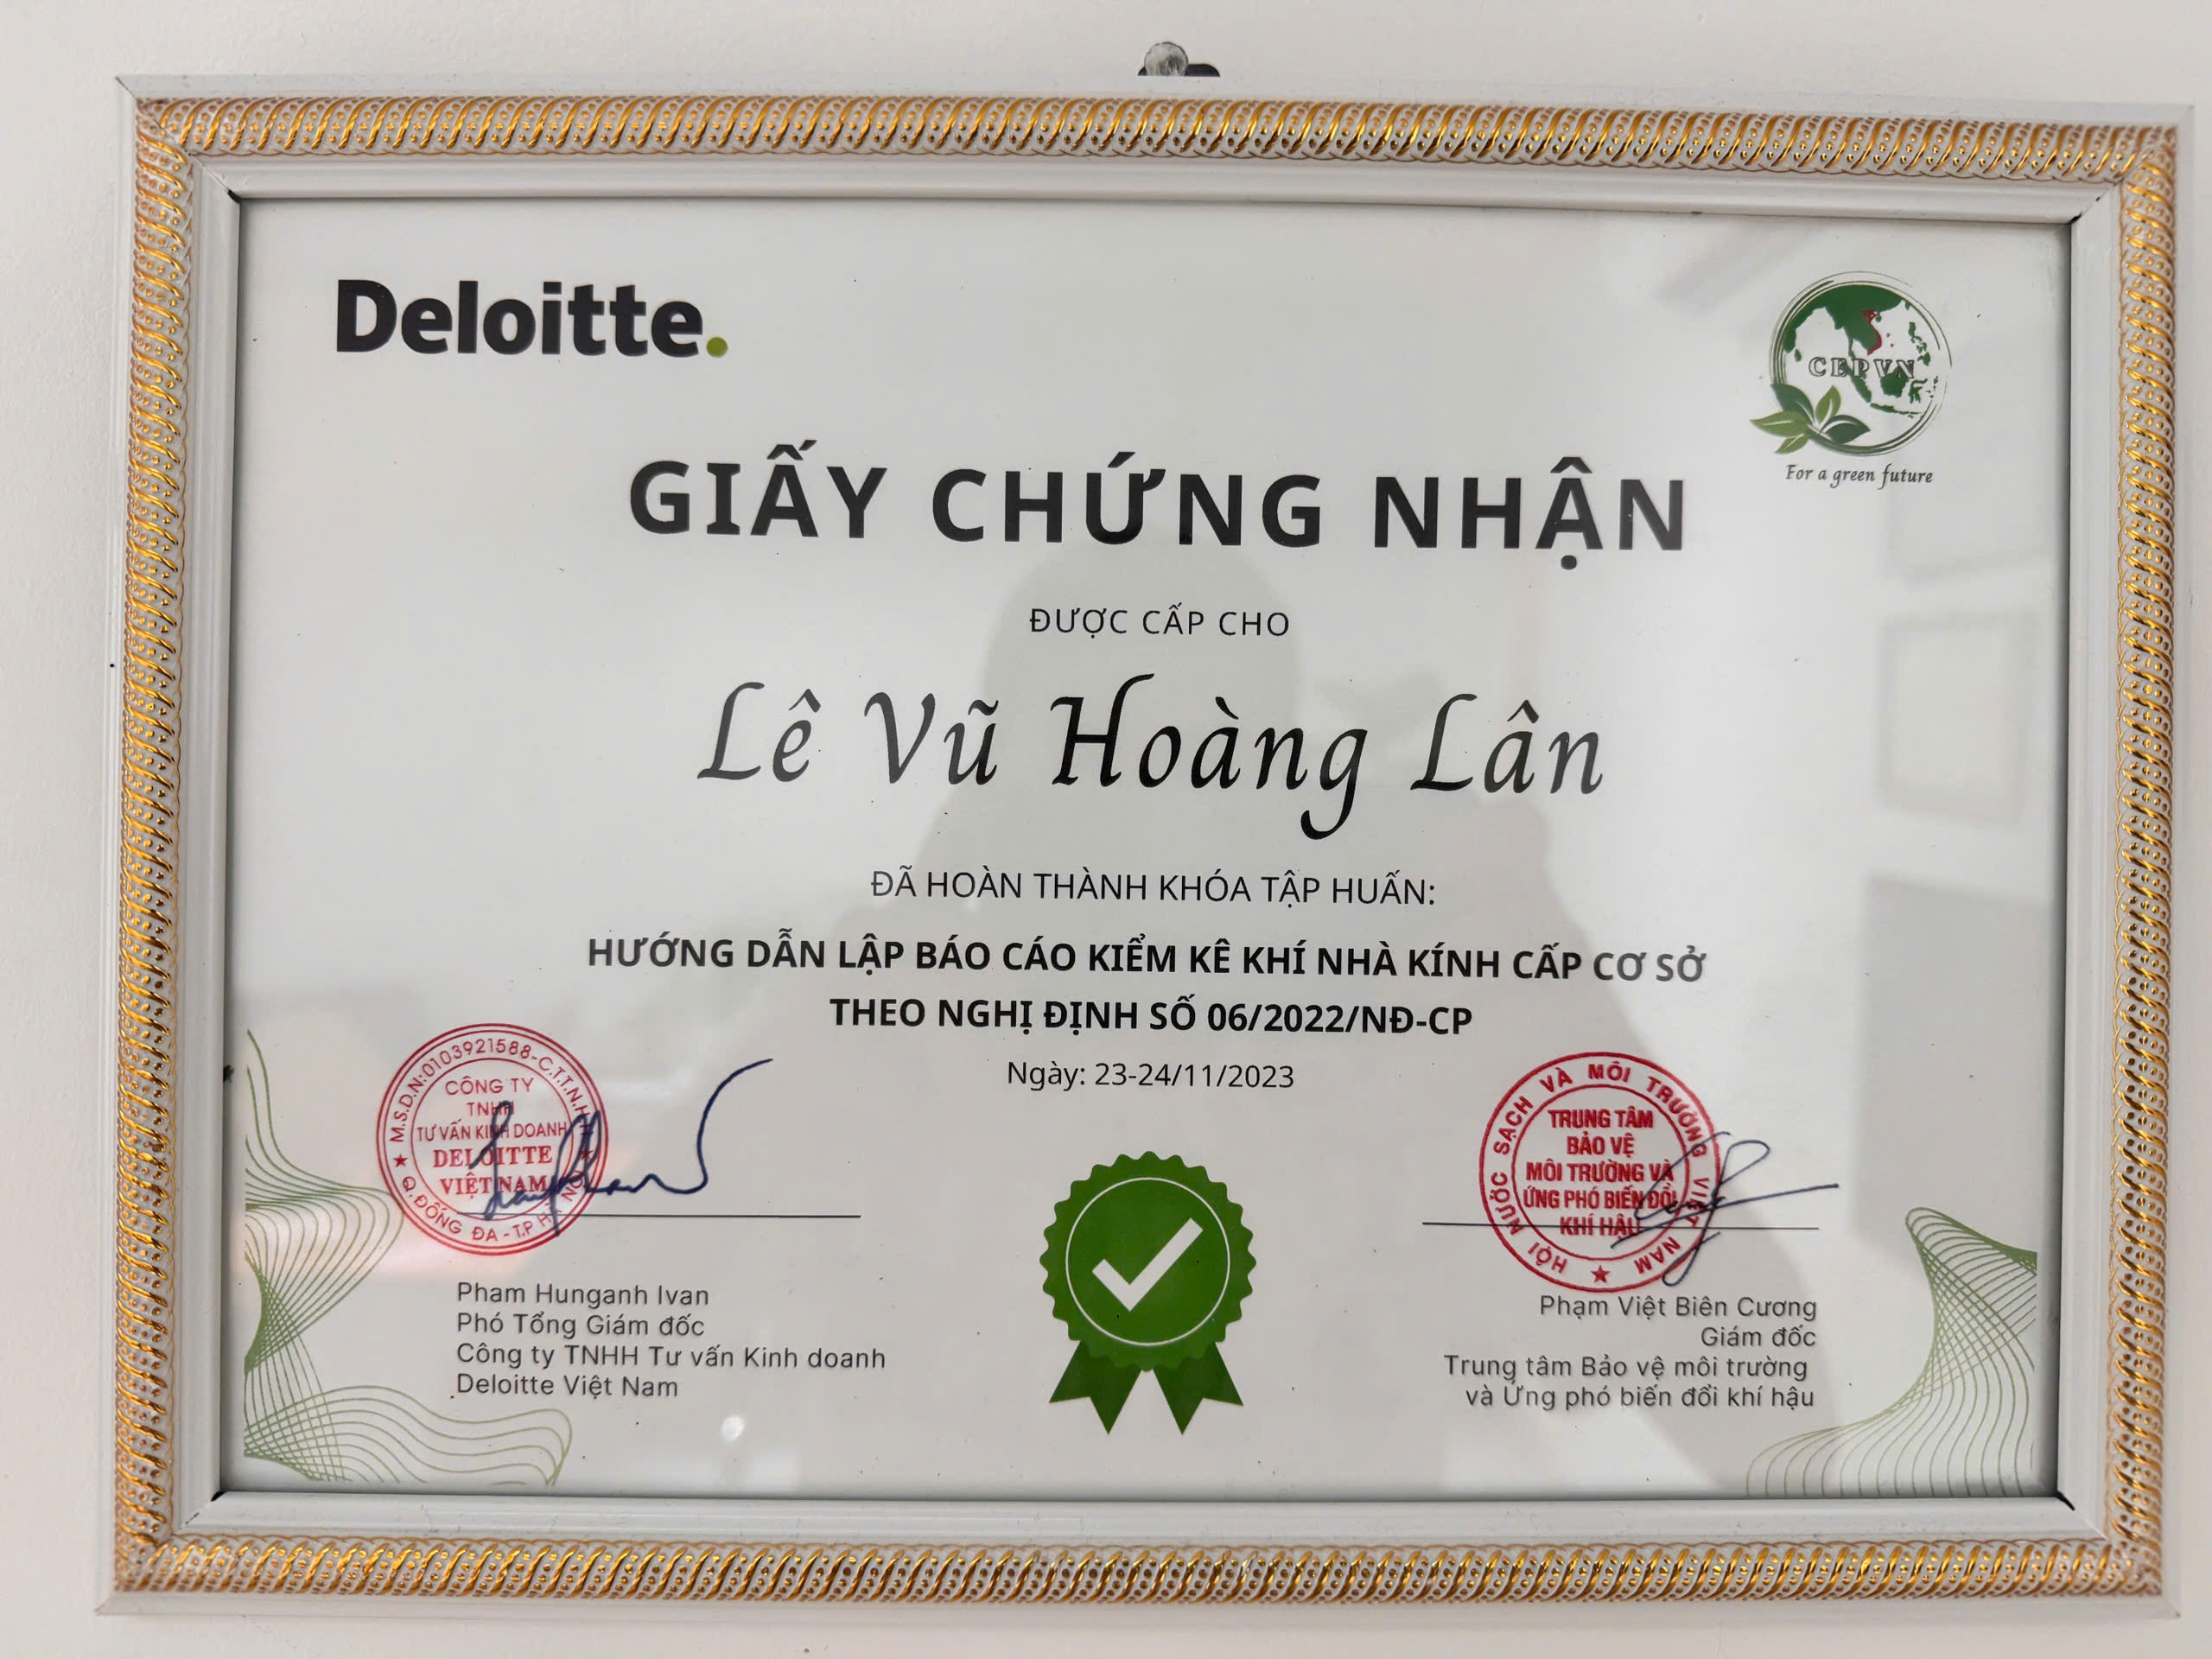 Deloitte.
CEPVN
For a green future
GIẤY CHỨNG NHẬN
ĐƯỢC CẤP CHO
Lê Vũ Hoàng Lân
ĐÃ HOÀN THÀNH KHÓA TẬP HUẤN:
HƯỚNG DẪN LẬP BÁO CÁO KIỂM KÊ KHÍ NHÀ KÍNH CẤP CƠ SỞ
THEO NGHỊ ĐỊNH SỐ 06/2022/NĐ-CP
Ngày: 23-24/11/2023
M.S.D.N:0103921588-C.T.T.N.H.H
CÔNG TY
TNHH
TƯ VẤN KINH DOANH
DELOITTE
VIỆT NAM
Q.ĐỐNG ĐA - T.P HÀ NỘI
HỘI NƯỚC SẠCH VÀ MÔI TRƯỜNG VIỆT NAM
TRUNG TÂM
BẢO VỆ
MÔI TRƯỜNG VÀ
ỨNG PHÓ BIẾN ĐỔI
KHÍ HẬU
Pham Hunganh Ivan
Phó Tổng Giám đốc
Công ty TNHH Tư vấn Kinh doanh
Deloitte Việt Nam
Phạm Việt Biên Cương
Giám đốc
Trung tâm Bảo vệ môi trường
và Ứng phó biến đổi khí hậu